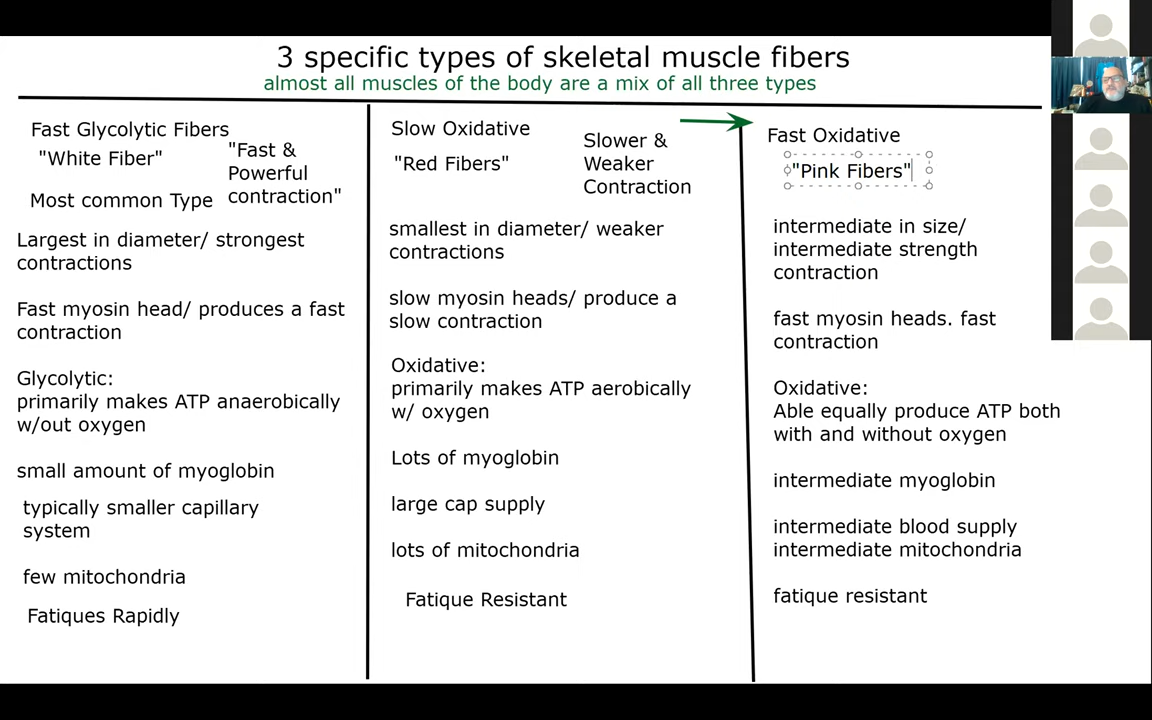 3 specific types of skeletal muscle fibers
almost all muscles of the body are a mix of all three types
Fast Glycolytic Fibers
"White Fiber"
"Fast &
Powerful
contraction"
Most common Type
Largest in diameter/ strongest
contractions
Fast myosin head/ produces a fast
contraction
Glycolytic:
primarily makes ATP anaerobically
w/out oxygen
small amount of myoglobin
typically smaller capillary
system
few mitochondria
Fatiques Rapidly
Slow Oxidative
"Red Fibers"
Slower &
Weaker
Contraction
smallest in diameter/ weaker
contractions
slow myosin heads/ produce a
slow contraction
Oxidative:
primarily makes ATP aerobically
w/ oxygen
Lots of myoglobin
large cap supply
lots of mitochondria
Fatique Resistant
Fast Oxidative
"Pink Fibers"
intermediate in size/
intermediate strength
contraction
fast myosin heads. fast
contraction
Oxidative:
Able equally produce ATP both
with and without oxygen
intermediate myoglobin
intermediate blood supply
intermediate mitochondria
fatique resistant